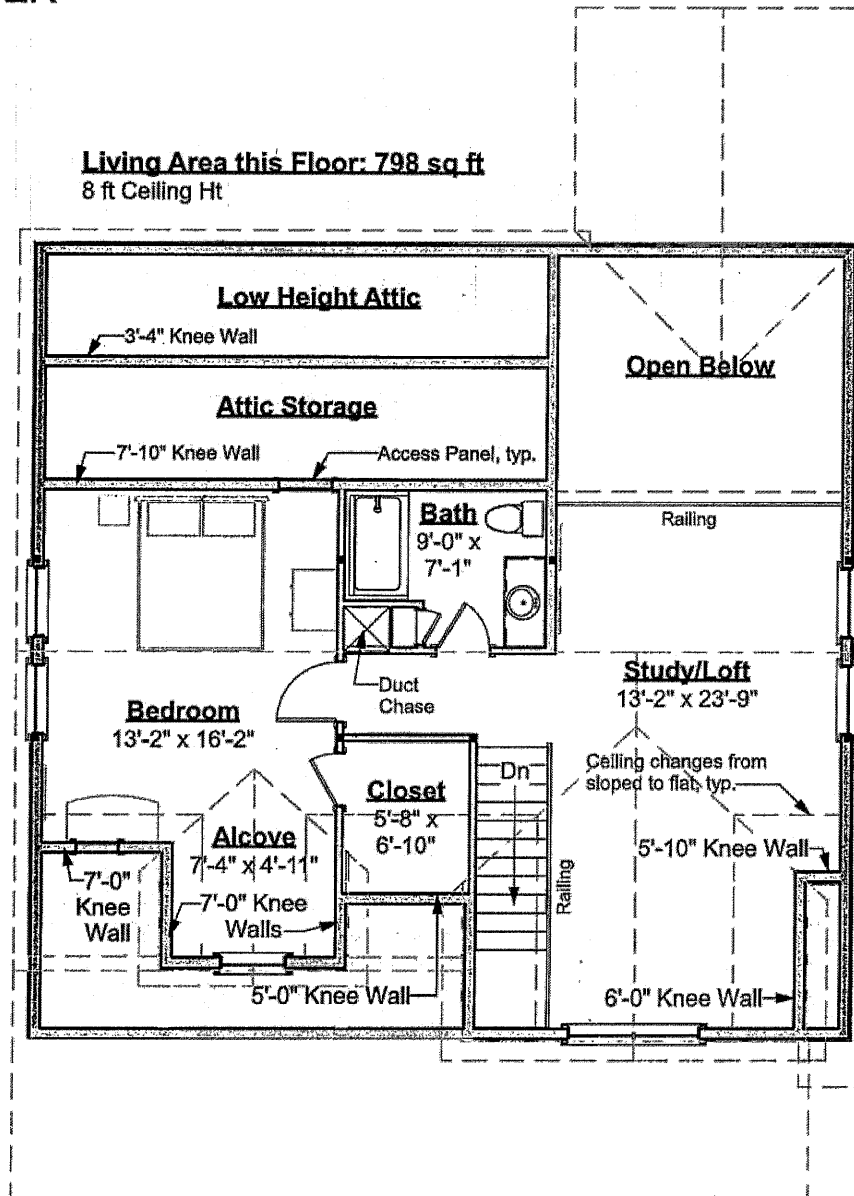 Living Area this Floor: 798 sq ft
8 ft Ceiling Ht
Low Height Attic
3'-4" Knee Wall
Open Below
Attic Storage
7'-10" Knee Wall
Access Panel, typ.
Bath
9'-0" x
7'-1"
Railing
Duct
Chase
Study/Loft
13'-2" x 23'-9"
Bedroom
13'-2" x 16'-2"
Closet
5'-8" x
6'-10"
Dn
Ceiling changes from
sloped to flat, typ.
Alcove
7'-4" x 4'-11"
5'-10" Knee Wall
7'-0"
Knee
Wall
7'-0" Knee
Walls
Railing
5'-0" Knee Wall
6'-0" Knee Wall